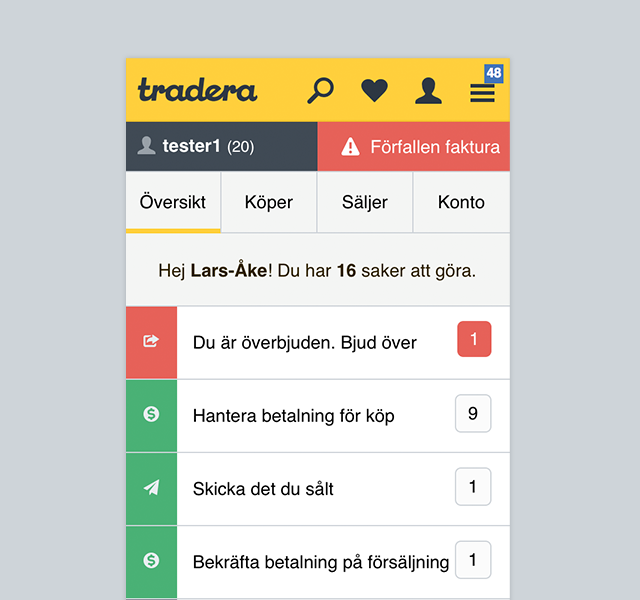 tradera
48
tester1 (20)
Förfallen faktura
Översikt
Köper
Säljer
Konto
Hej Lars-Åke! Du har 16 saker att göra.
Du är överbjuden. Bjud över
1
Hantera betalning för köp
9
Skicka det du sålt
1
Bekräfta betalning på försäljning
1